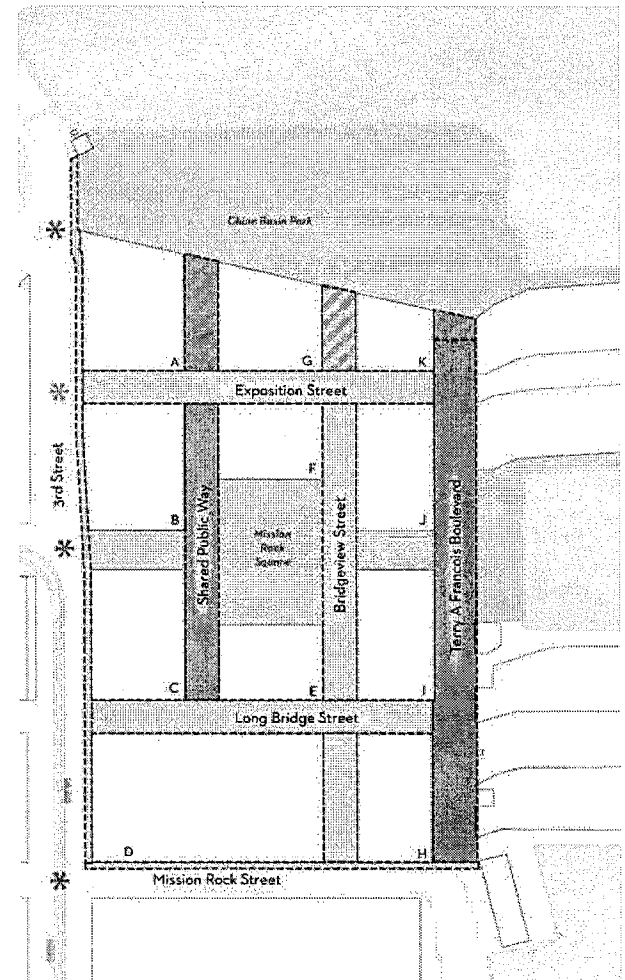 China Basin Park
A
G
K
Exposition Street
3rd Street
F
B
J
Shared Public Way
Mission
Rock
Square
Bridgeview Street
Terry A Francois Boulevard
C
E
I
Long Bridge Street
D
H
Mission Rock Street